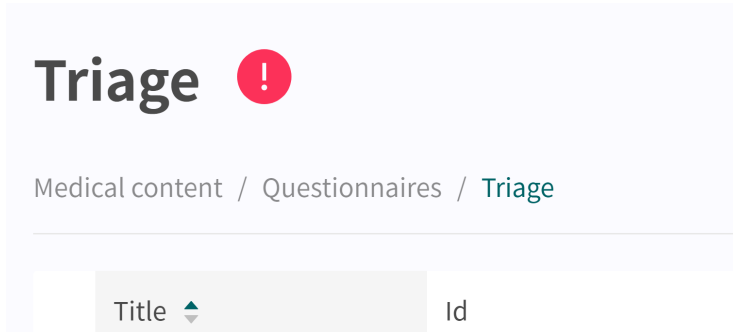 Triage !
Medical content / Questionnaires / Triage
Title Id